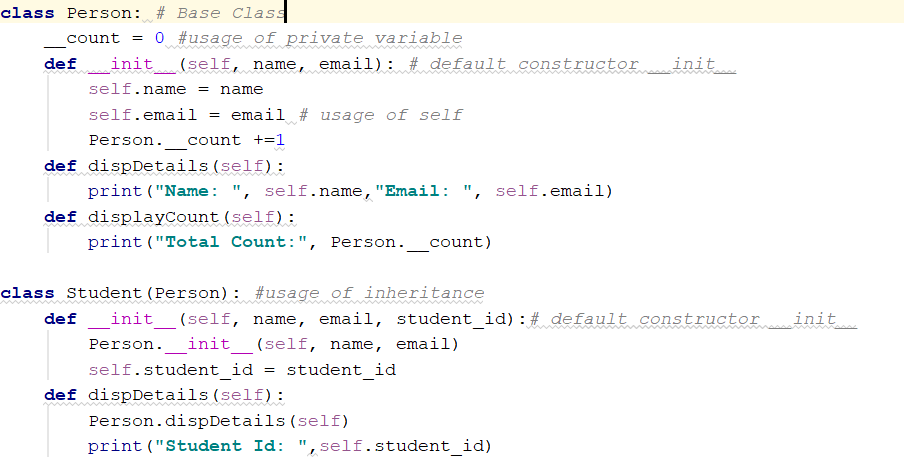 class Person: # Base Class
    __count = 0 #usage of private variable
    def __init__(self, name, email): # default constructor __init__
        self.name = name
        self.email = email # usage of self
        Person.__count +=1
    def dispDetails(self):
        print("Name: ", self.name,"Email: ", self.email)
    def displayCount(self):
        print("Total Count:", Person.__count)

class Student(Person): #usage of inheritance
    def __init__(self, name, email, student_id):# default constructor __init__
        Person.__init__(self, name, email)
        self.student_id = student_id
    def dispDetails(self):
        Person.dispDetails(self)
        print("Student Id: ",self.student_id)